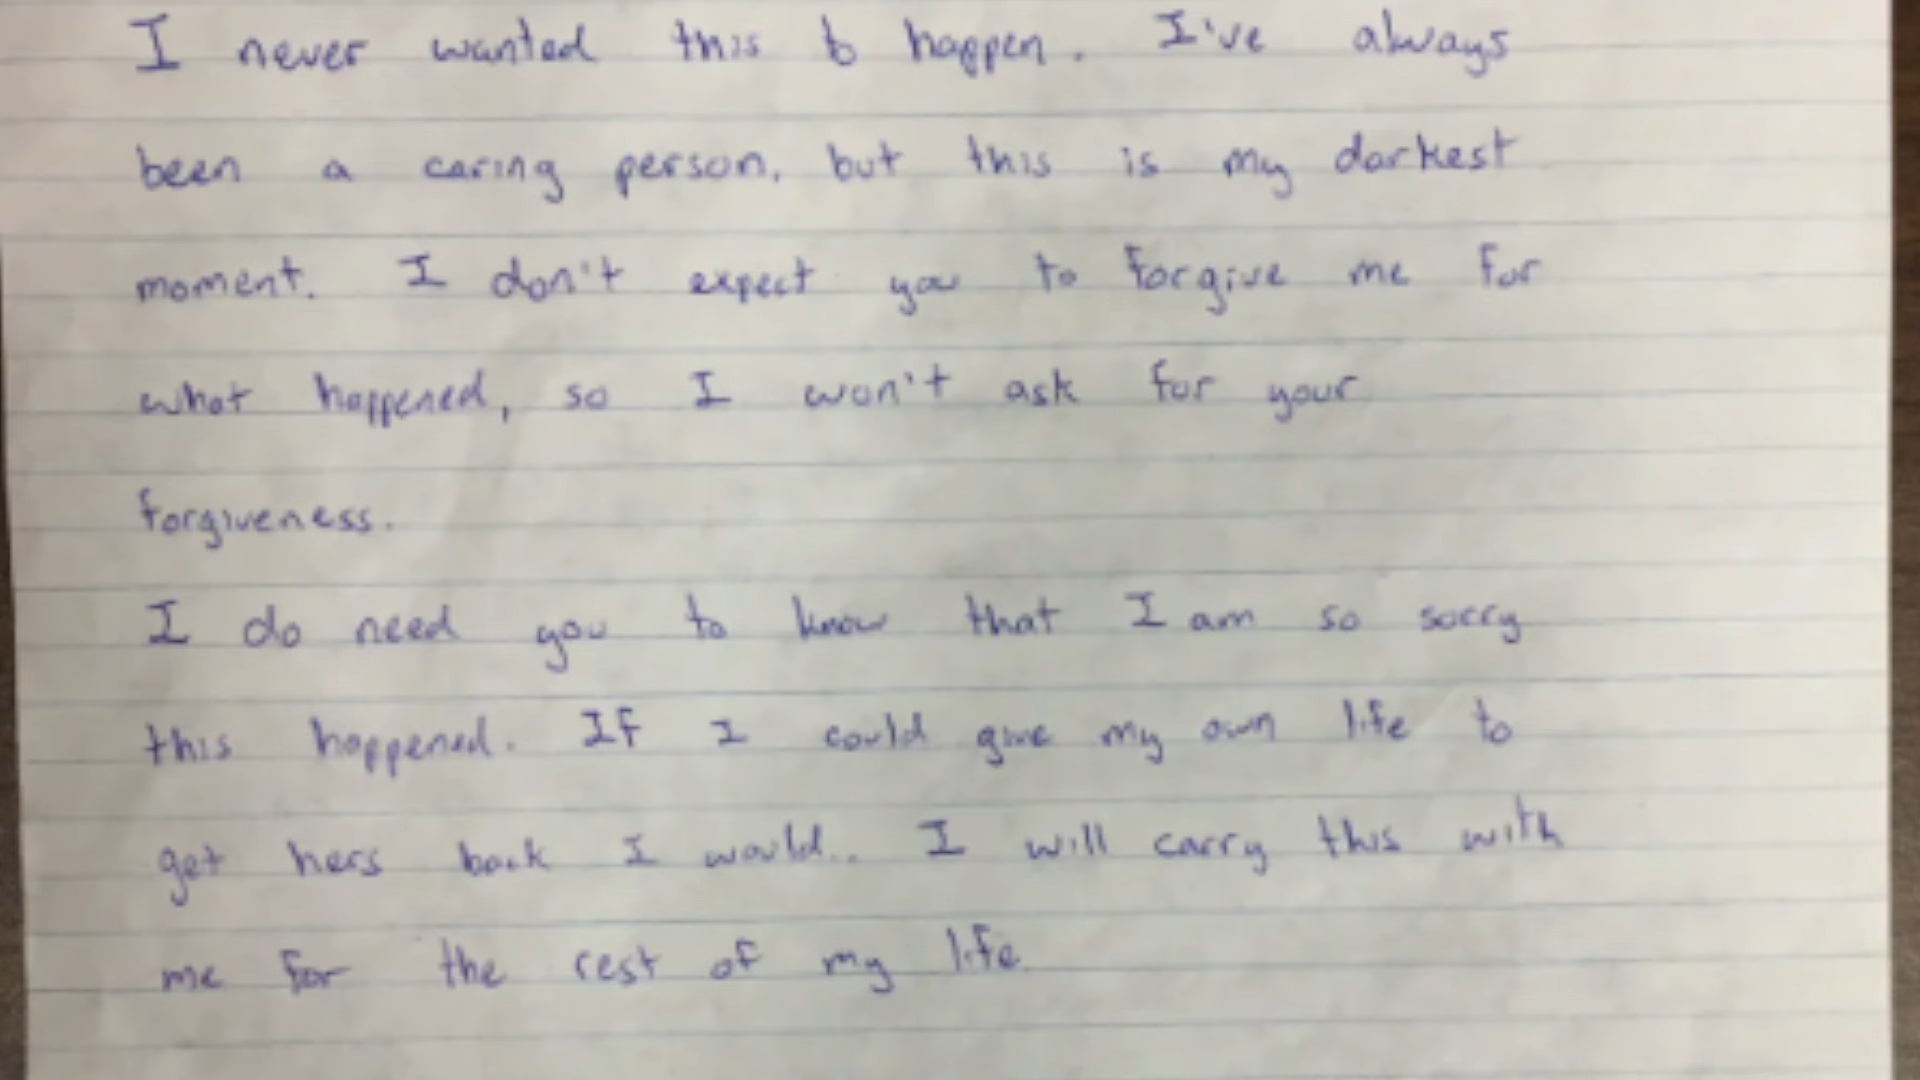 I never wanted this to happen. I've always
been a caring person, but this is my darkest
moment. I don't expect you to forgive me for
what happened, so I won't ask for your
forgiveness.
I do need you to know that I am so sorry
this happened. If I could give my own life to
get hers back I would.. I will carry this with
me for the rest of my life